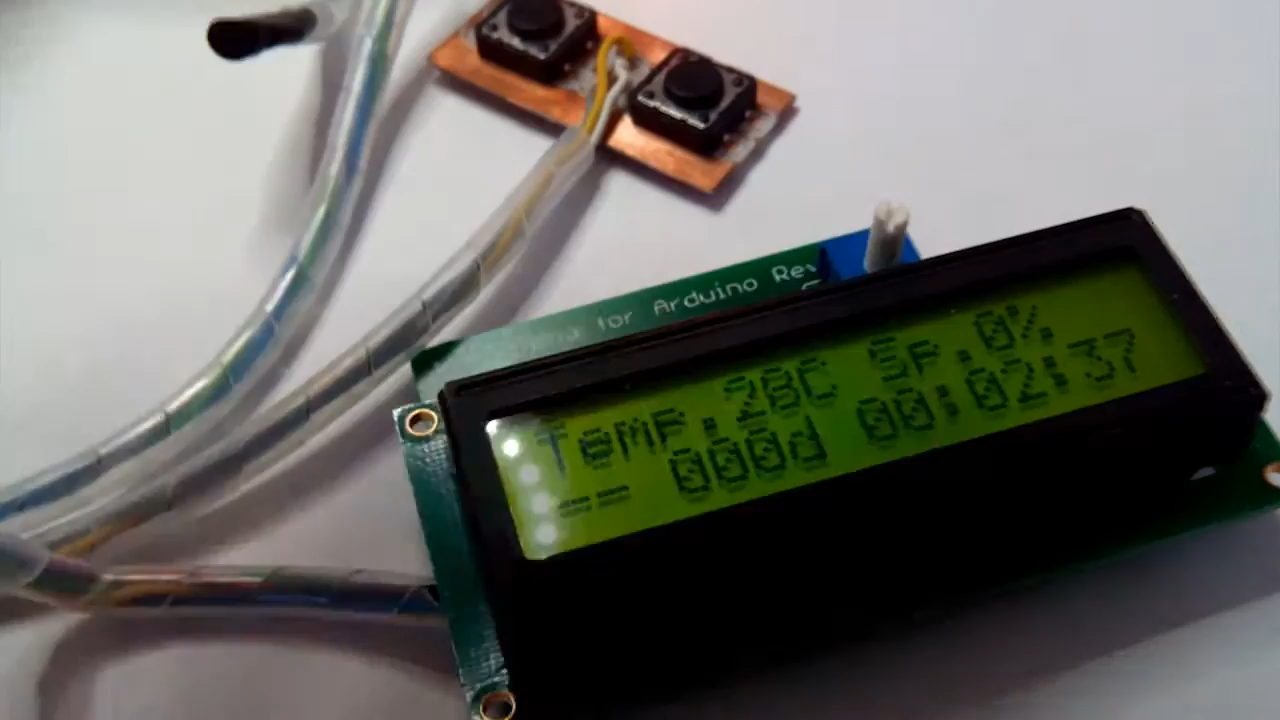 for Arduino Rev
TeMP.28C SP.0%
-- 000d 00:02:37